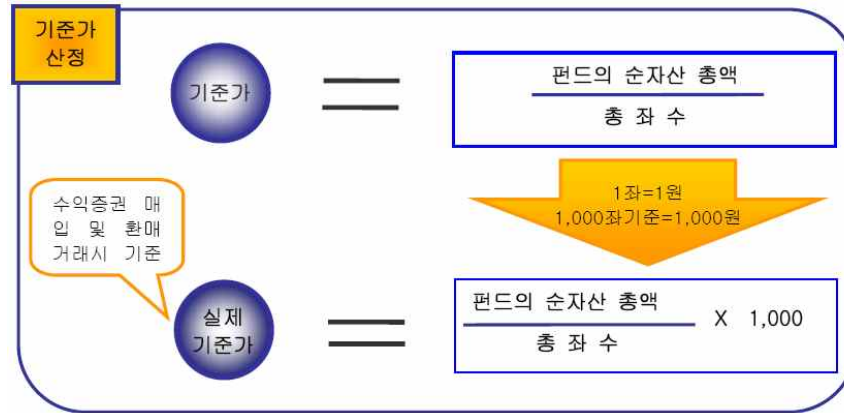 기준가
산정
기준가
펀드의 순자산 총액
총 좌 수
1좌=1원
1,000좌기준=1,000원
수익증권 매
입 및 환매
거래시 기준
실제
기준가
펀드의 순자산 총액
총 좌 수
X 1,000